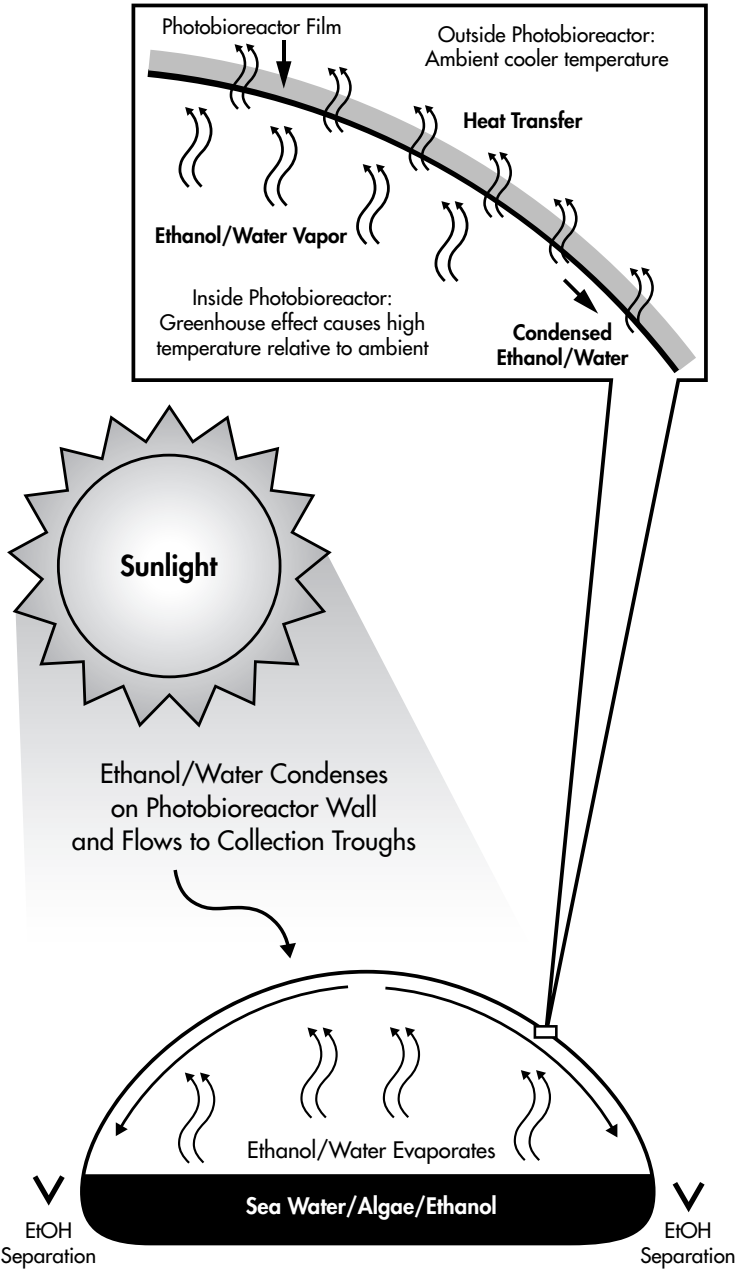 Photobioreactor Film
Outside Photobioreactor:
Ambient cooler temperature
Heat Transfer
Ethanol/Water Vapor
Inside Photobioreactor:
Greenhouse effect causes high
temperature relative to ambient
Condensed
Ethanol/Water
Sunlight
Ethanol/Water Condenses
on Photobioreactor Wall
and Flows to Collection Troughs
Ethanol/Water Evaporates
Sea Water/Algae/Ethanol
EtOH
Separation
EtOH
Separation